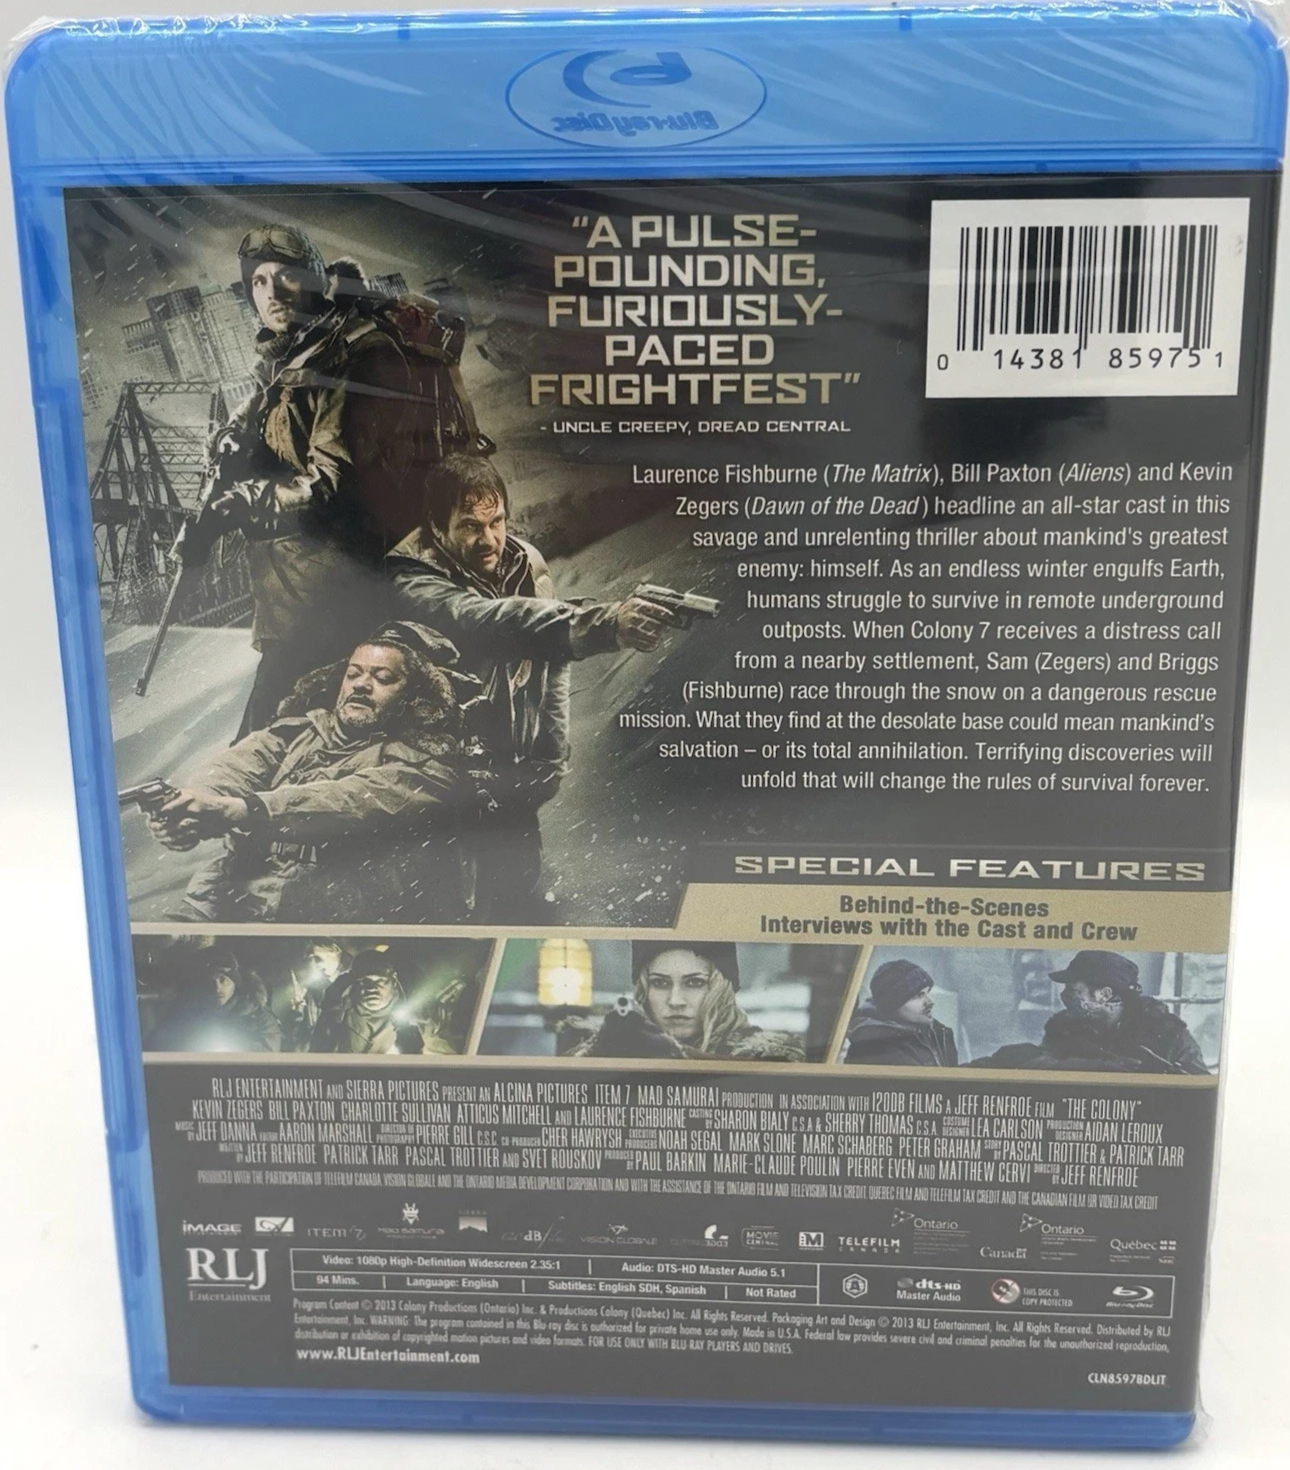 Blu-ray Disc
"A PULSE-
POUNDING,
FURIOUSLY-
PACED
FRIGHTFEST"
- UNCLE CREEPY, DREAD CENTRAL
0 14381 85975 1
Laurence Fishburne (The Matrix), Bill Paxton (Aliens) and Kevin
Zegers (Dawn of the Dead) headline an all-star cast in this
savage and unrelenting thriller about mankind's greatest
enemy: himself. As an endless winter engulfs Earth,
humans struggle to survive in remote underground
outposts. When Colony 7 receives a distress call
from a nearby settlement, Sam (Zegers) and Briggs
(Fishburne) race through the snow on a dangerous rescue
mission. What they find at the desolate base could mean mankind's
salvation – or its total annihilation. Terrifying discoveries will
unfold that will change the rules of survival forever.
SPECIAL FEATURES
Behind-the-Scenes
Interviews with the Cast and Crew
RLJ ENTERTAINMENT AND SIERRA PICTURES PRESENT AN ALCINA PICTURES ITEM 7 MAD SAMURAI PRODUCTION IN ASSOCIATION WITH 120DB FILMS A JEFF RENFROE FILM "THE COLONY"
KEVIN ZEGERS BILL PAXTON CHARLOTTE SULLIVAN ATTICUS MITCHELL AND LAURENCE FISHBURNE CASTING BY SHARON BIALY C.S.A & SHERRY THOMAS C.S.A. COSTUME DESIGNER LEA CARLSON PRODUCTION DESIGNER AIDAN LEROUX
MUSIC BY JEFF DANNA EDITOR AARON MARSHALL DIRECTOR OF PHOTOGRAPHY PIERRE GILL C.S.C. CO-PRODUCER CHER HAWRYSH EXECUTIVE PRODUCERS NOAH SEGAL MARK SLONE MARC SCHABERG PETER GRAHAM STORY BY PASCAL TROTTIER & PATRICK TARR
WRITTEN BY JEFF RENFROE PATRICK TARR PASCAL TROTTIER AND SVET ROUSKOV PRODUCED BY PAUL BARKIN MARIE-CLAUDE POULIN PIERRE EVEN AND MATTHEW CERVI DIRECTED BY JEFF RENFROE
PRODUCED WITH THE PARTICIPATION OF TELEFILM CANADA VISION GLOBALE AND THE ONTARIO MEDIA DEVELOPMENT CORPORATION AND WITH THE ASSISTANCE OF THE ONTARIO FILM AND TELEVISION TAX CREDIT QUEBEC FILM AND TELEFILM TAX CREDIT AND THE CANADIAN FILM OR VIDEO TAX CREDIT
IMAGE ITEM 7 MAD SAMURAI dB VISION GLOBALE MOVIE CENTRAL M TELEFILM CANADA Ontario Canada Ontario Québec
RLJ
Entertainment
Video: 1080p High-Definition Widescreen 2.35:1 Audio: DTS-HD Master Audio 5.1
94 Mins. Language: English Subtitles: English SDH, Spanish Not Rated
dts-HD
Master Audio
THIS DISC IS
COPY PROTECTED
Blu-ray Disc
Program Content © 2013 Colony Productions (Ontario) Inc. & Productions Colony (Quebec) Inc. All Rights Reserved. Packaging Art and Design © 2013 RLJ Entertainment, Inc. All Rights Reserved. Distributed by RLJ
Entertainment, Inc. WARNING: The program contained in this Blu-ray disc is authorized for private home use only. Made in U.S.A. Federal law provides severe civil and criminal penalties for the unauthorized reproduction,
distribution or exhibition of copyrighted motion pictures and video formats. FOR USE ONLY WITH BLU-RAY PLAYERS AND DRIVES.
www.RLJEntertainment.com
CLN8597BDLIT